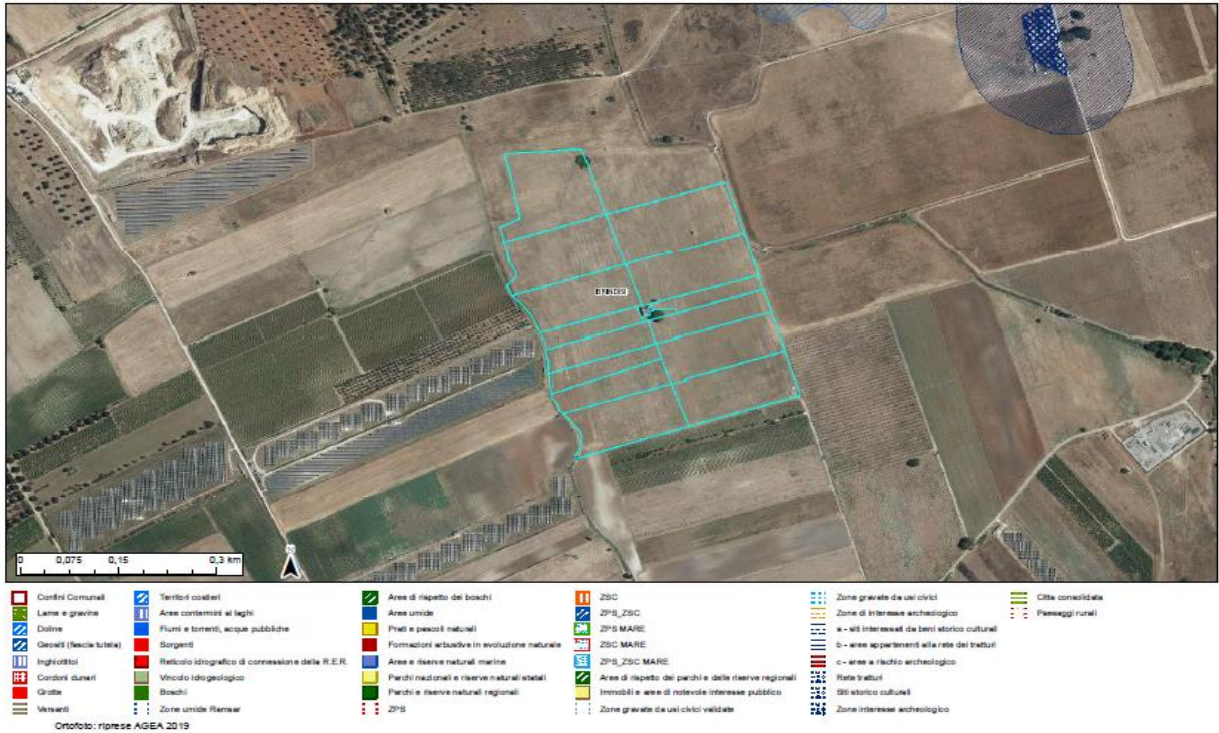 BRINDISI
0 0,075 0,15 0,3 km
Confini Comunali
Lame e gravine
Doline
Geositi (fascia tutela)
Inghiottitoi
Cordoni dunari
Grotte
Versanti
Territori costieri
Aree contermini ai laghi
Fiumi e torrenti, acque pubbliche
Sorgenti
Reticolo idrografico di connessione della R.E.R.
Vincolo idrogeologico
Boschi
Zone umide Ramsar
Area di rispetto dei boschi
Aree umide
Prati e pascoli naturali
Formazioni arbustive in evoluzione naturale
Area e riserve naturali marine
Parchi nazionali e riserve naturali statali
Parchi e riserve naturali regionali
ZPS
ZSC
ZPS_ZSC
ZPS MARE
ZSC MARE
ZPS_ZSC MARE
Area di rispetto dei parchi e delle riserve regionali
Immobili e aree di notevole interesse pubblico
Zone gravate da usi civici validate
Zone gravate da usi civici
Zone di interesse archeologico
a - siti interessati da beni storico culturali
b - aree appartenenti alla rete dei tratturi
c - aree a rischio archeologico
Rete tratturi
Siti storico culturali
Zone interesse archeologico
Citta consolidata
Paesaggi rurali
Ortofoto: riprese AGEA 2019